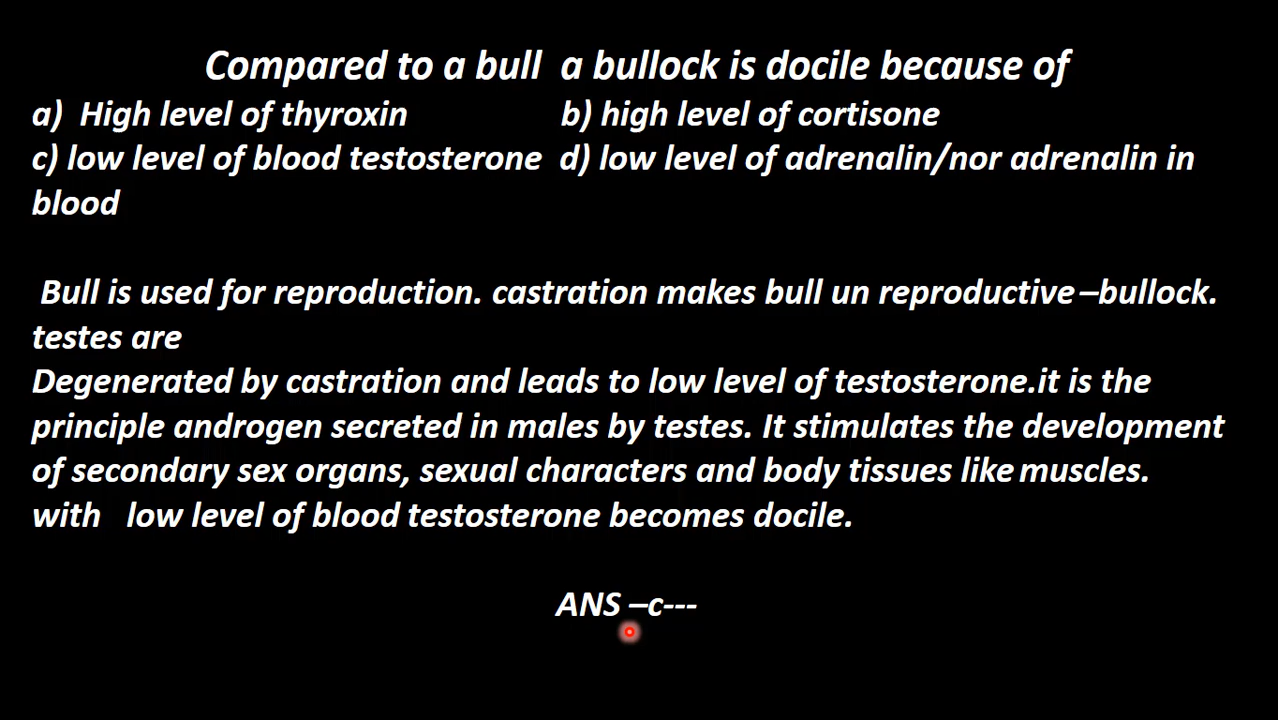 Compared to a bull a bullock is docile because of
a) High level of thyroxin b) high level of cortisone
c) low level of blood testosterone d) low level of adrenalin/nor adrenalin in
blood
Bull is used for reproduction. castration makes bull un reproductive–bullock.
testes are
Degenerated by castration and leads to low level of testosterone.it is the
principle androgen secreted in males by testes. It stimulates the development
of secondary sex organs, sexual characters and body tissues like muscles.
with low level of blood testosterone becomes docile.
ANS –c---